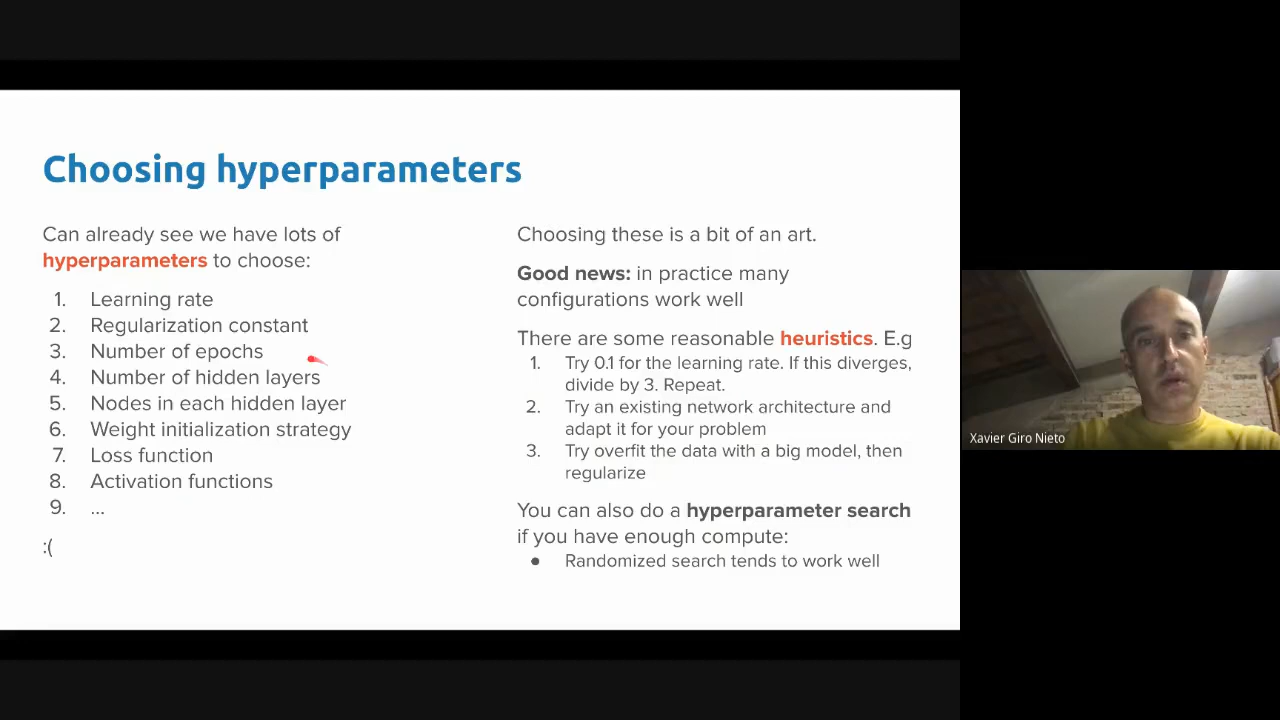 Choosing hyperparameters
Can already see we have lots of
hyperparameters to choose:
1. Learning rate
2. Regularization constant
3. Number of epochs
4. Number of hidden layers
5. Nodes in each hidden layer
6. Weight initialization strategy
7. Loss function
8. Activation functions
9. ...
:(
Choosing these is a bit of an art.
Good news: in practice many
configurations work well
There are some reasonable heuristics. E.g
1. Try 0.1 for the learning rate. If this diverges,
divide by 3. Repeat.
2. Try an existing network architecture and
adapt it for your problem
3. Try overfit the data with a big model, then
regularize
You can also do a hyperparameter search
if you have enough compute:
● Randomized search tends to work well
Xavier Giro Nieto